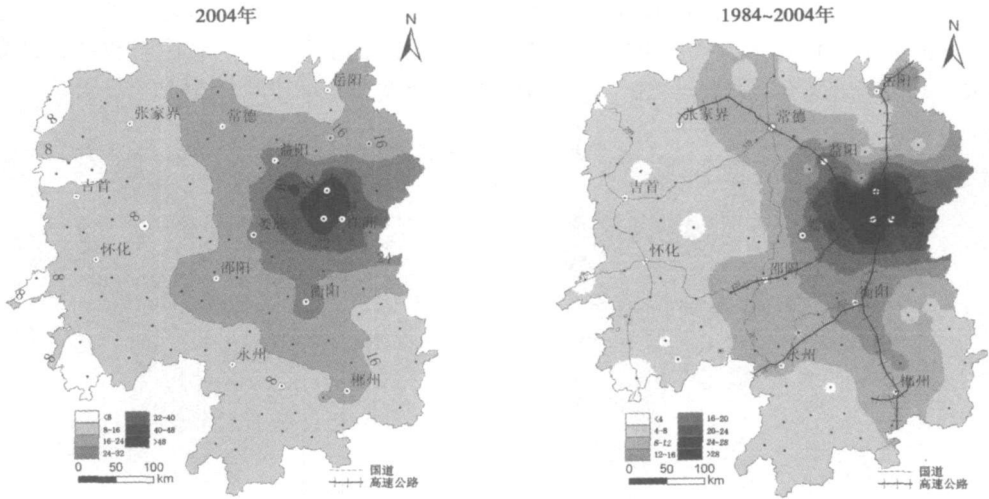 2004年
N
岳阳
8
张家界
常德
16
16
8
益阳
吉首
8
怀化
邵阳
8
8
衡阳
永州
16
8
8
郴州
<8
8-16
16-24
24-32
32-40
40-48
>48
0 50 100
km
国道
高速公路
1984~2004年
N
岳阳
张家界
常德
益阳
吉首
怀化
邵阳
衡阳
永州
郴州
<4
4-8
8-12
12-16
16-20
20-24
24-28
>28
0 50 100
km
国道
高速公路